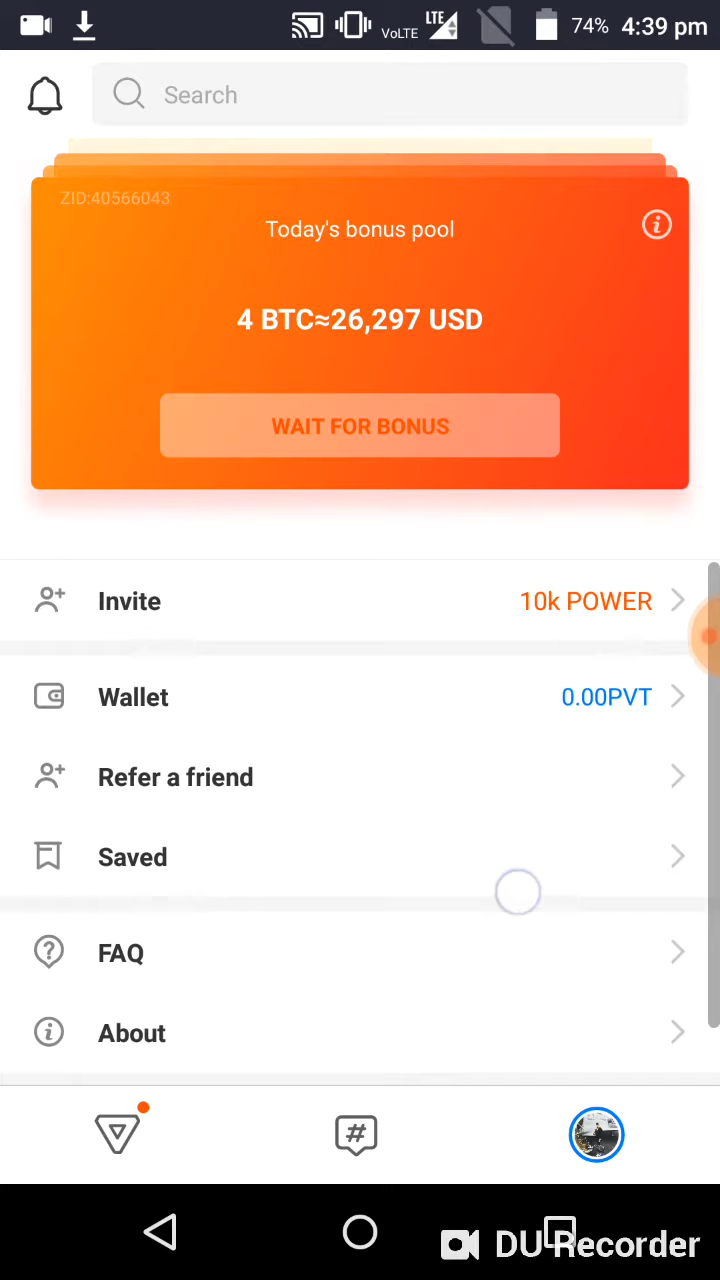 VoLTE LTE 74% 4:39 pm
Search
ZID:40566043
Today's bonus pool
4 BTC≈26,297 USD
WAIT FOR BONUS
Invite 10k POWER
Wallet 0.00PVT
Refer a friend
Saved
FAQ
About
DU Recorder